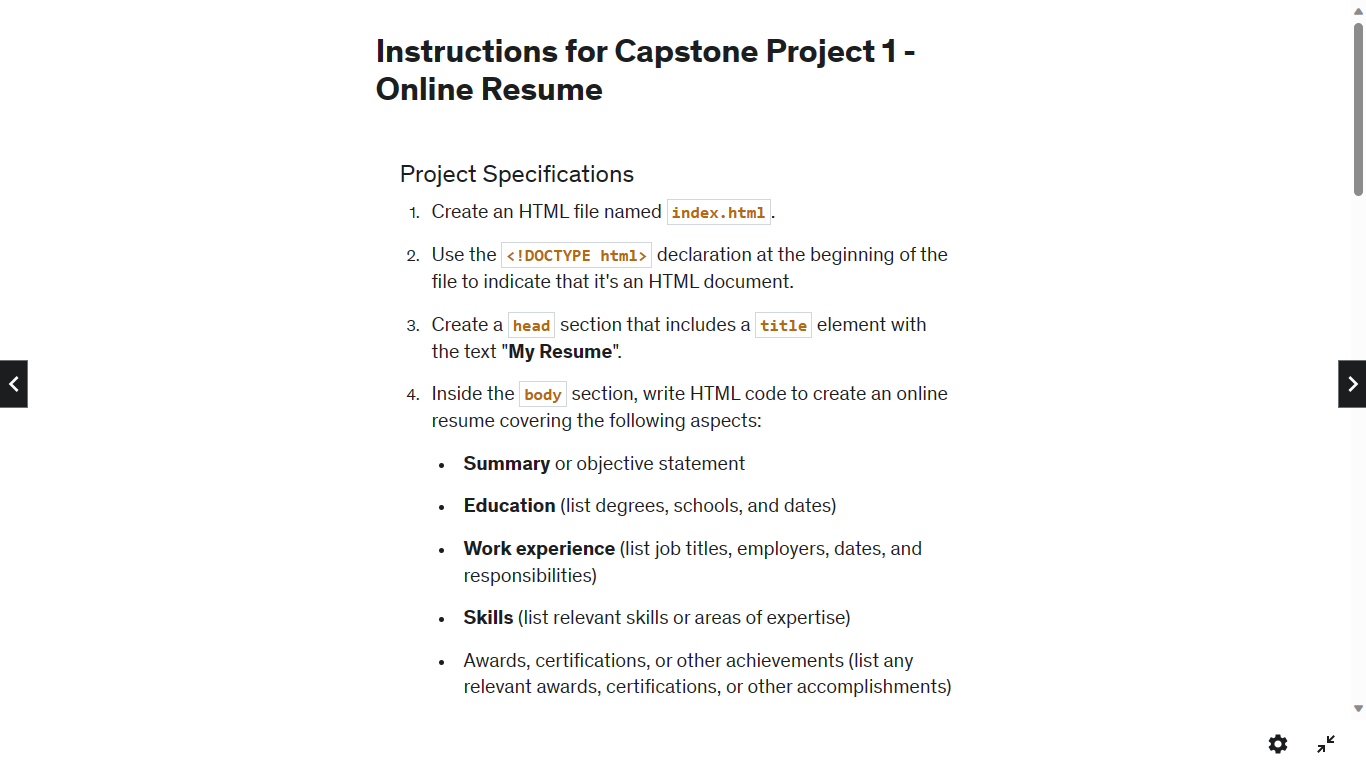 Instructions for Capstone Project 1 -
Online Resume
Project Specifications
1. Create an HTML file named index.html.
2. Use the <!DOCTYPE html> declaration at the beginning of the
file to indicate that it's an HTML document.
3. Create a head section that includes a title element with
the text "My Resume".
4. Inside the body section, write HTML code to create an online
resume covering the following aspects:
• Summary or objective statement
• Education (list degrees, schools, and dates)
• Work experience (list job titles, employers, dates, and
responsibilities)
• Skills (list relevant skills or areas of expertise)
• Awards, certifications, or other achievements (list any
relevant awards, certifications, or other accomplishments)